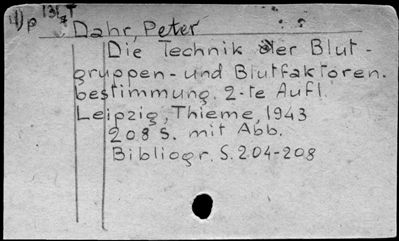 Dahr, Peter
Die Technik der Blut-
gruppen- und Blutfaktoren.
bestimmung. 2-te Aufl.
Leipzig, Thieme, 1943
208 S. mit Abb.
Bibliogr. S. 204-208